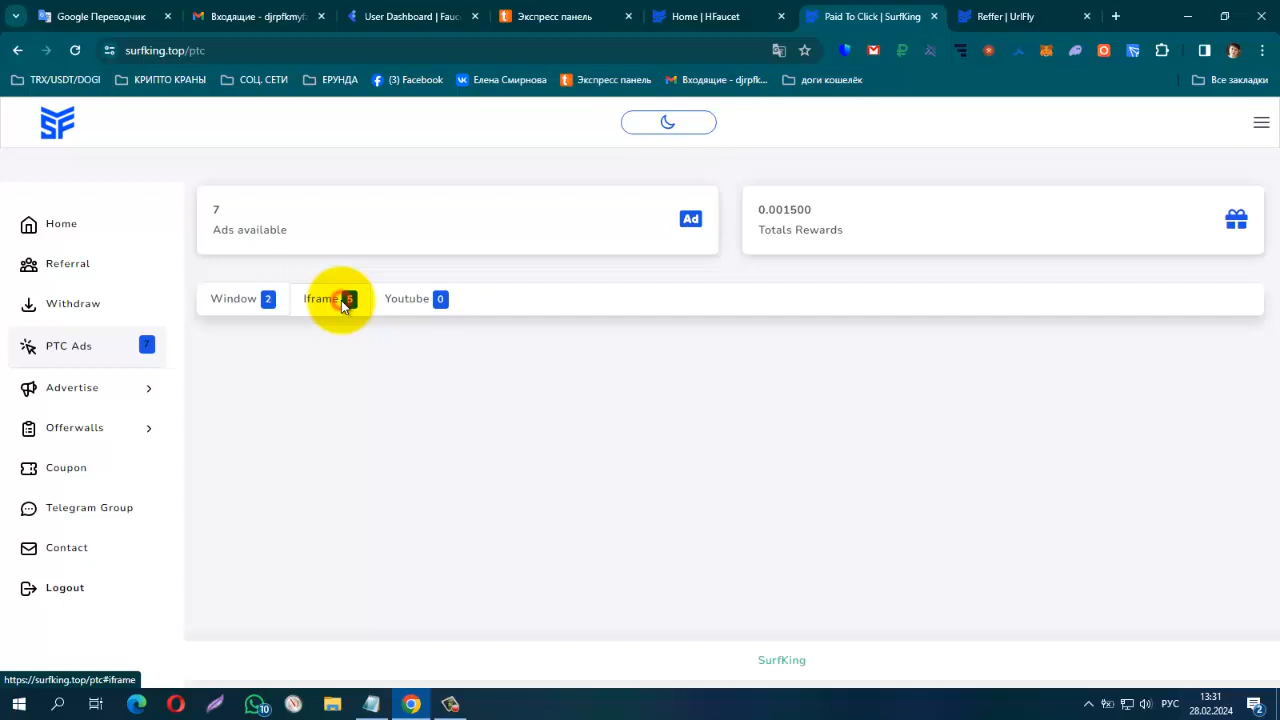 Google Переводчик
Входящие - djrpfkmyf
User Dashboard | Fauc
Экспресс панель
Home | HFaucet
Paid To Click | SurfKing
Reffer | UrlFly
surfking.top/ptc
TRX/USDT/DOGI
КРИПТО КРАНЫ
СОЦ. СЕТИ
ЕРУНДА
(3) Facebook
Елена Смирнова
Экспресс панель
Входящие - djrpfk...
доги кошелёк
Все закладки
SF
7
Ads available
Ad
0.001500
Totals Rewards
Window 2
Iframe 5
Youtube 0
Home
Referral
Withdraw
PTC Ads 7
Advertise
Offerwalls
Coupon
Telegram Group
Contact
Logout
SurfKing
https://surfking.top/ptc#iframe
10
РУС
13:31
28.02.2024
2